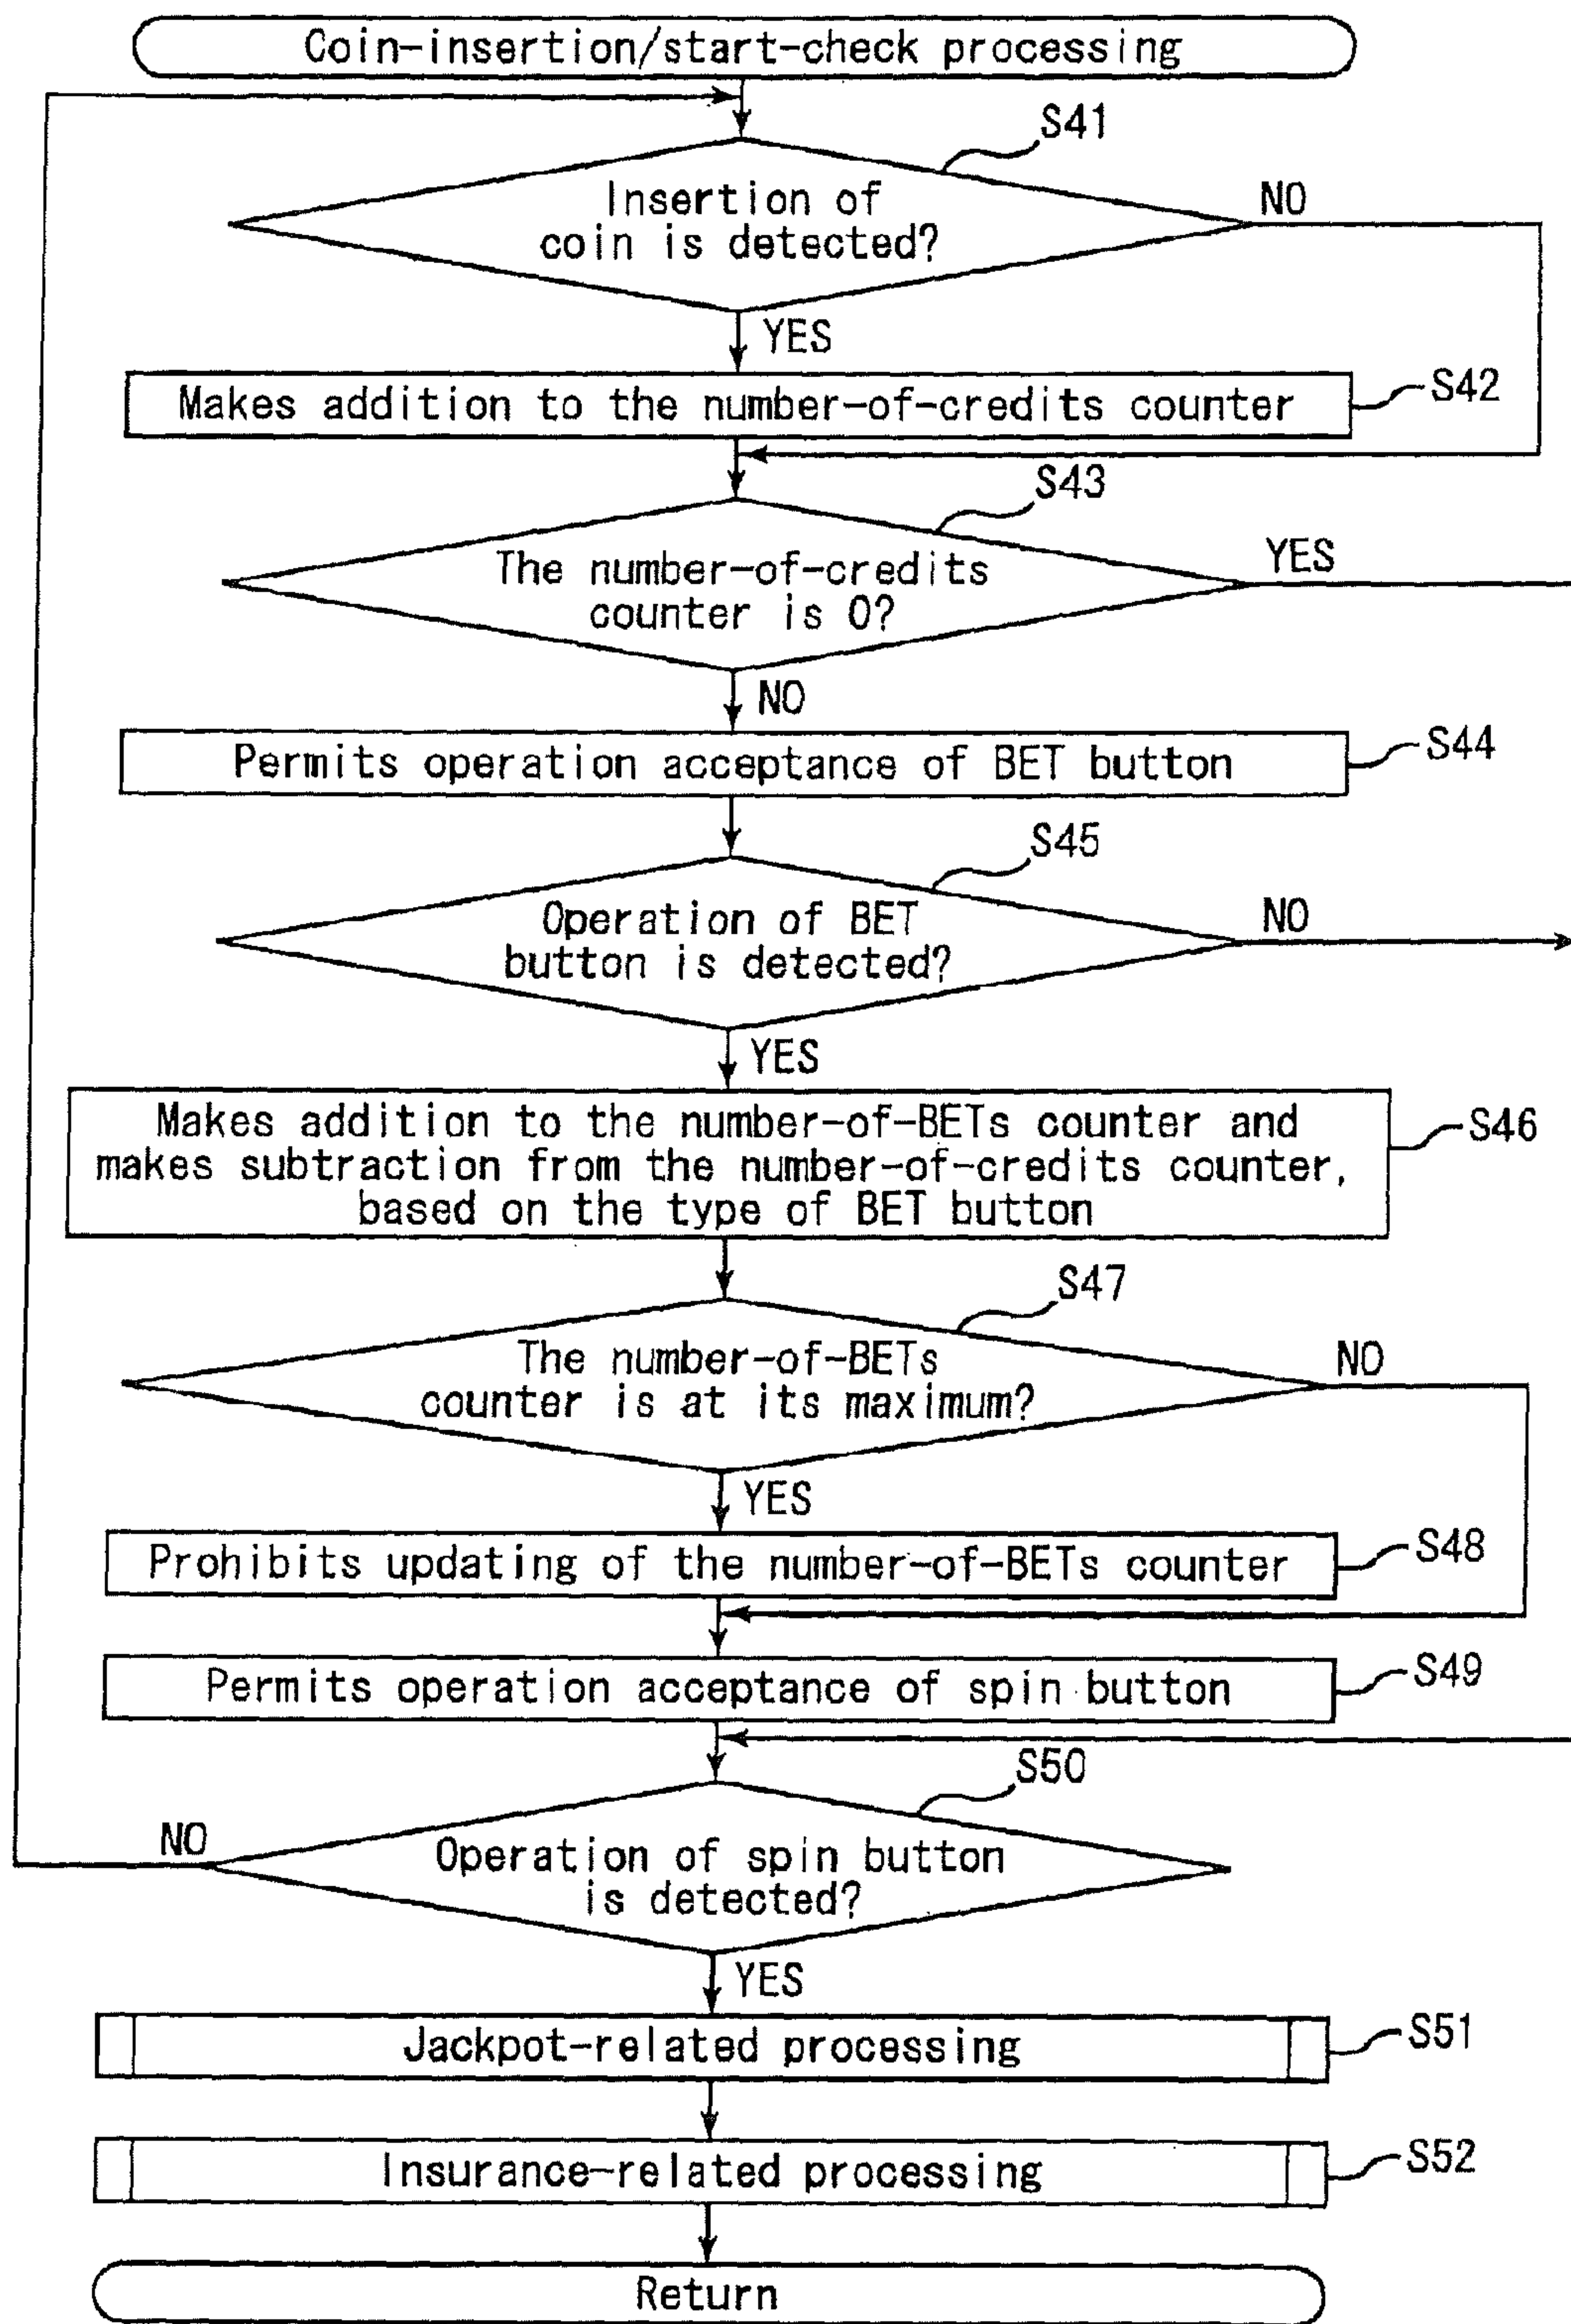 Coin-insertion/start-check processing
S41
Insertion of
coin is detected?
NO
YES
Makes addition to the number-of-credits counter
S42
S43
The number-of-credits
counter is 0?
YES
NO
Permits operation acceptance of BET button
S44
S45
Operation of BET
button is detected?
NO
YES
Makes addition to the number-of-BETs counter and
makes subtraction from the number-of-credits counter,
based on the type of BET button
S46
S47
The number-of-BETs
counter is at its maximum?
NO
YES
Prohibits updating of the number-of-BETs counter
S48
Permits operation acceptance of spin button
S49
S50
NO
Operation of spin button
is detected?
YES
Jackpot-related processing
S51
Insurance-related processing
S52
Return